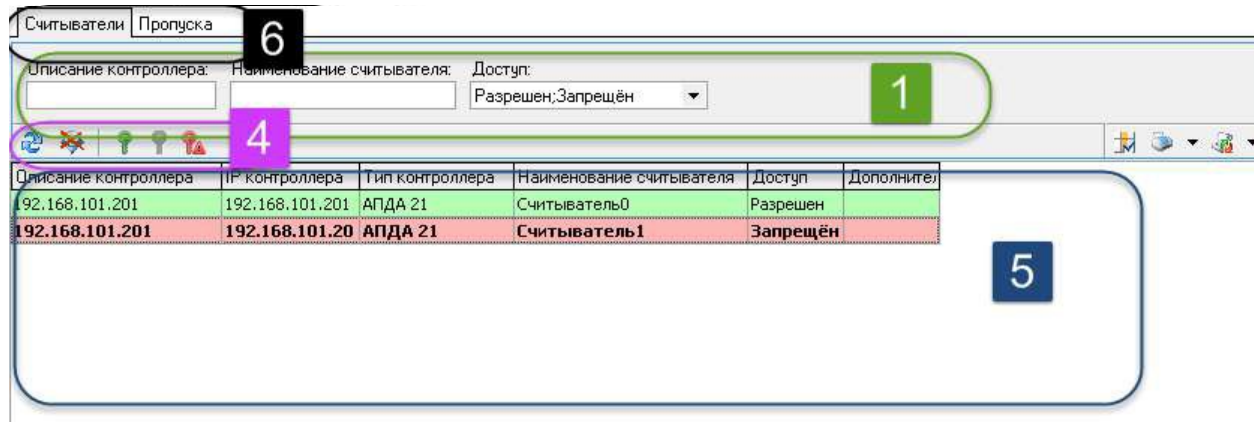 Считыватели Пропуска
6
Описание контроллера: Наименование считывателя: Доступ:
Разрешен;Запрещён
1
4
Описание контроллера IP контроллера Тип контроллера Наименование считывателя Доступ Дополнител
192.168.101.201 192.168.101.201 АПДА 21 Считыватель0 Разрешен
192.168.101.201 192.168.101.20 АПДА 21 Считыватель1 Запрещён
5